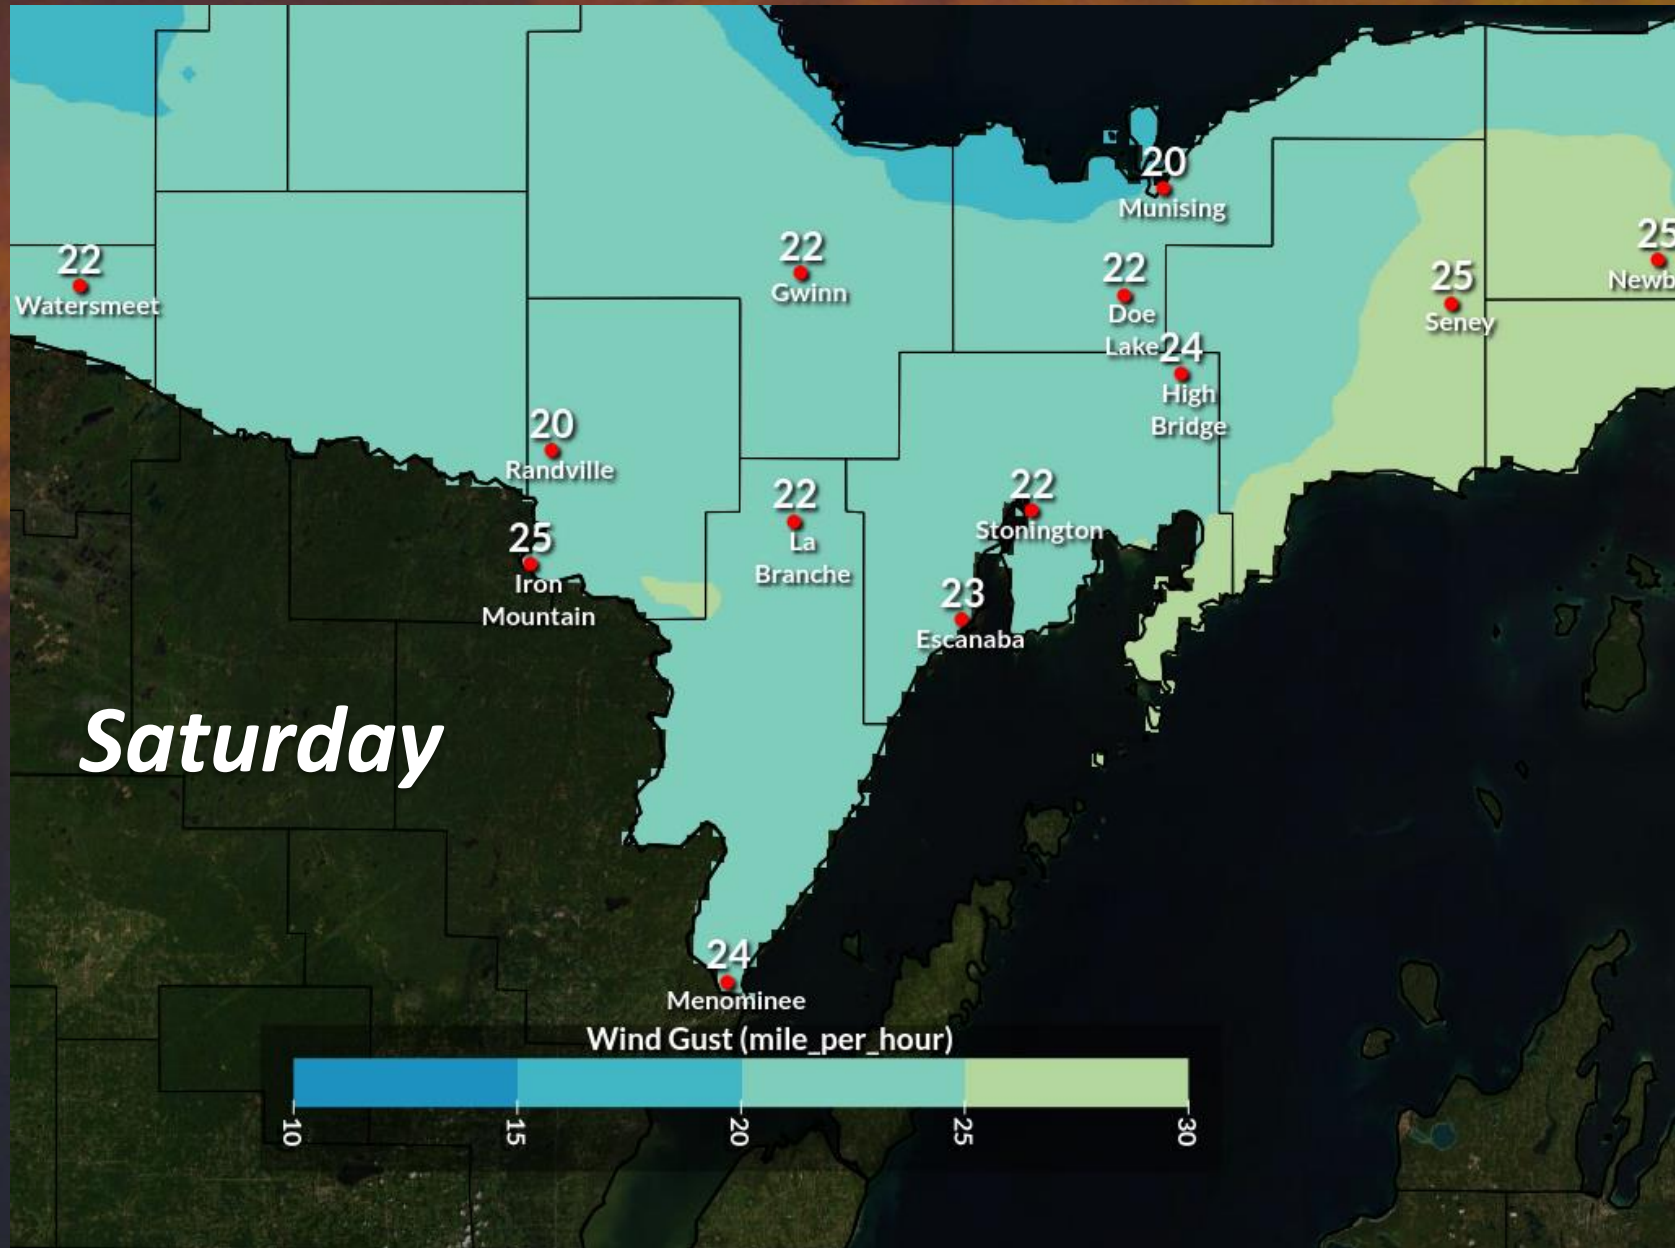 20
Munising
22
Watersmeet
22
Gwinn
22
Doe
Lake
25
Seney
25
Newb
24
High
Bridge
20
Randville
22
La
Branche
22
Stonington
25
Iron
Mountain
23
Escanaba
Saturday
24
Menominee
Wind Gust (mile_per_hour)
10
15
20
25
30